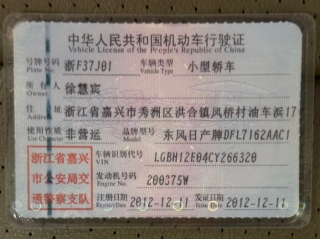 中华人民共和国机动车行驶证
Vehicle License of the People's Republic of China
号牌号码 浙F37J01 车辆类型 小型轿车
Plate No. Vehicle Type
所有人 徐慧宾
Owner
住址 浙江省嘉兴市秀洲区洪合镇凤桥村油车浜17
Address
使用性质 非营运 品牌型号 东风日产牌DFL7162AAC1
Use Character Model
浙江省嘉兴
市公安局交
通警察支队
车辆识别代号 LGBH12E04CY266320
VIN
发动机号码 200375W
Engine No.
注册日期 2012-12-11 发证日期 2012-12-11
Register Date Issue Date